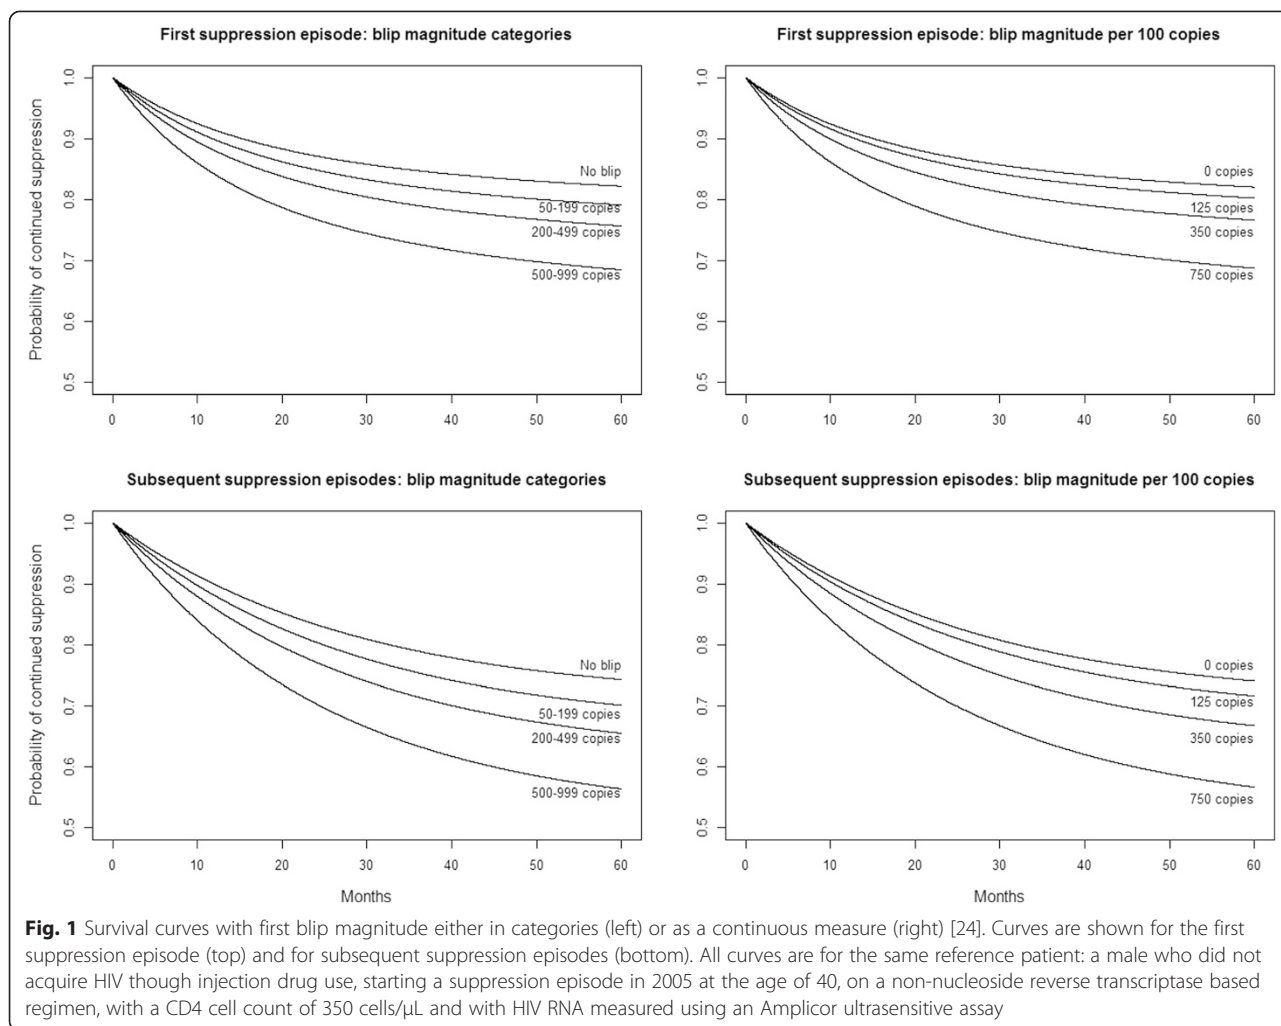 First suppression episode: blip magnitude categories
Probability of continued suppression
1.0
0.9
0.8
0.7
0.6
0.5
No blip
50-199 copies
200-499 copies
500-999 copies
0 10 20 30 40 50 60
First suppression episode: blip magnitude per 100 copies
1.0
0.9
0.8
0.7
0.6
0.5
0 copies
125 copies
350 copies
750 copies
0 10 20 30 40 50 60
Subsequent suppression episodes: blip magnitude categories
Probability of continued suppression
1.0
0.9
0.8
0.7
0.6
0.5
No blip
50-199 copies
200-499 copies
500-999 copies
0 10 20 30 40 50 60
Months
Subsequent suppression episodes: blip magnitude per 100 copies
1.0
0.9
0.8
0.7
0.6
0.5
0 copies
125 copies
350 copies
750 copies
0 10 20 30 40 50 60
Months
Fig. 1 Survival curves with first blip magnitude either in categories (left) or as a continuous measure (right) [24]. Curves are shown for the first
suppression episode (top) and for subsequent suppression episodes (bottom). All curves are for the same reference patient: a male who did not
acquire HIV though injection drug use, starting a suppression episode in 2005 at the age of 40, on a non-nucleoside reverse transcriptase based
regimen, with a CD4 cell count of 350 cells/μL and with HIV RNA measured using an Amplicor ultrasensitive assay